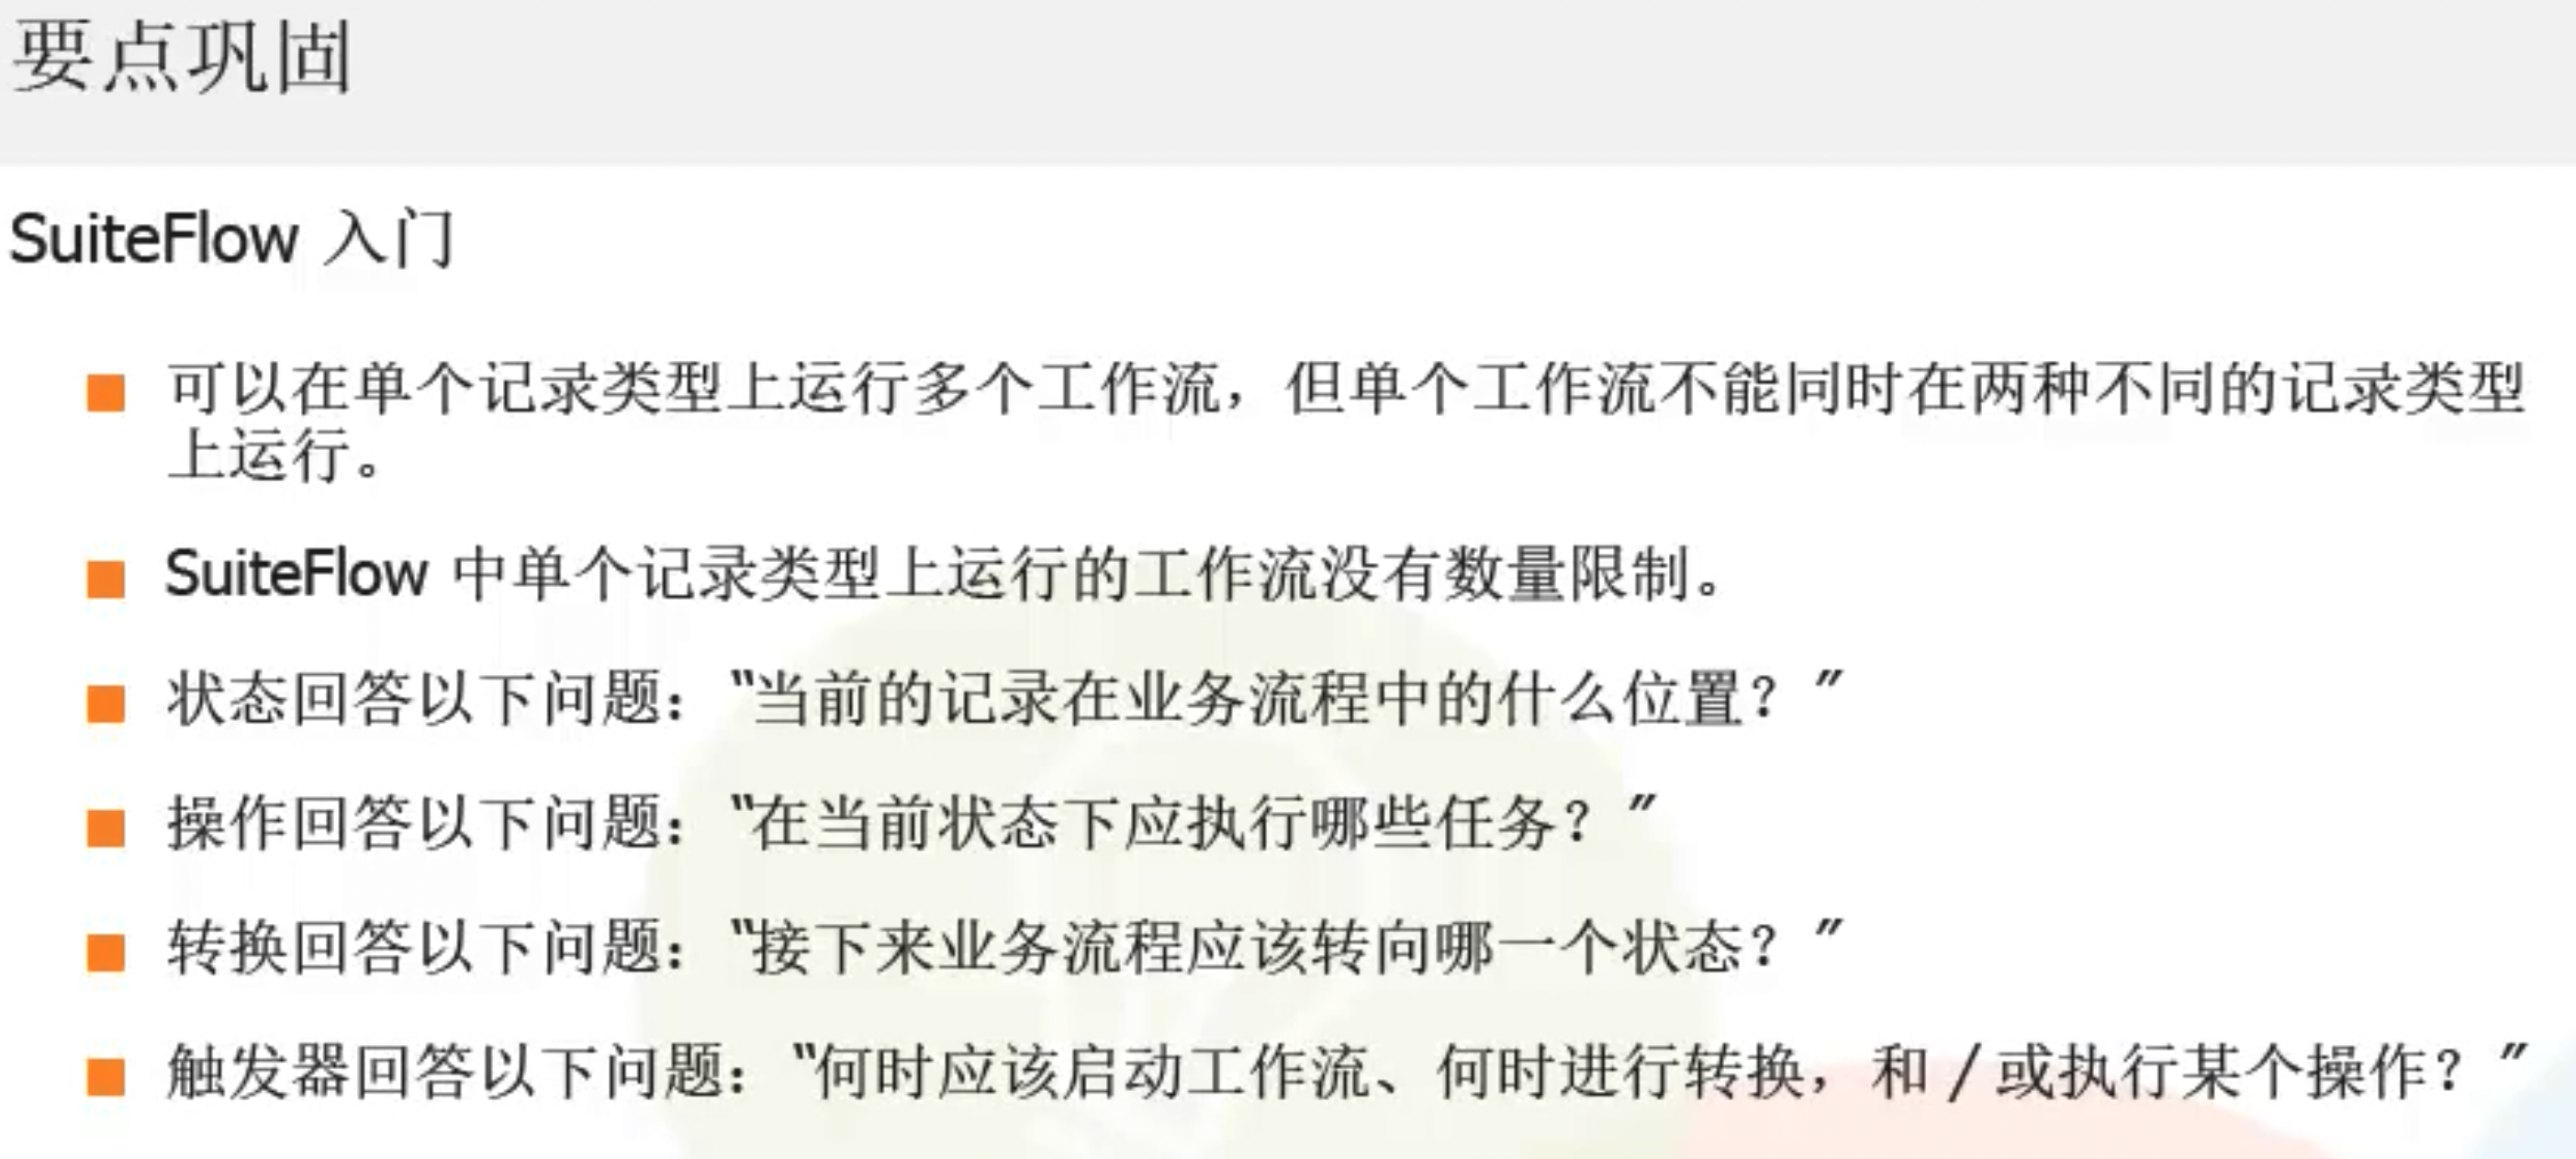 要点巩固
SuiteFlow 入门
■ 可以在单个记录类型上运行多个工作流，但单个工作流不能同时在两种不同的记录类型
上运行。
■ SuiteFlow 中单个记录类型上运行的工作流没有数量限制。
■ 状态回答以下问题：“当前的记录在业务流程中的什么位置？”
■ 操作回答以下问题：“在当前状态下应执行哪些任务？”
■ 转换回答以下问题：“接下来业务流程应该转向哪一个状态？”
■ 触发器回答以下问题：“何时应该启动工作流、何时进行转换，和 / 或执行某个操作？”